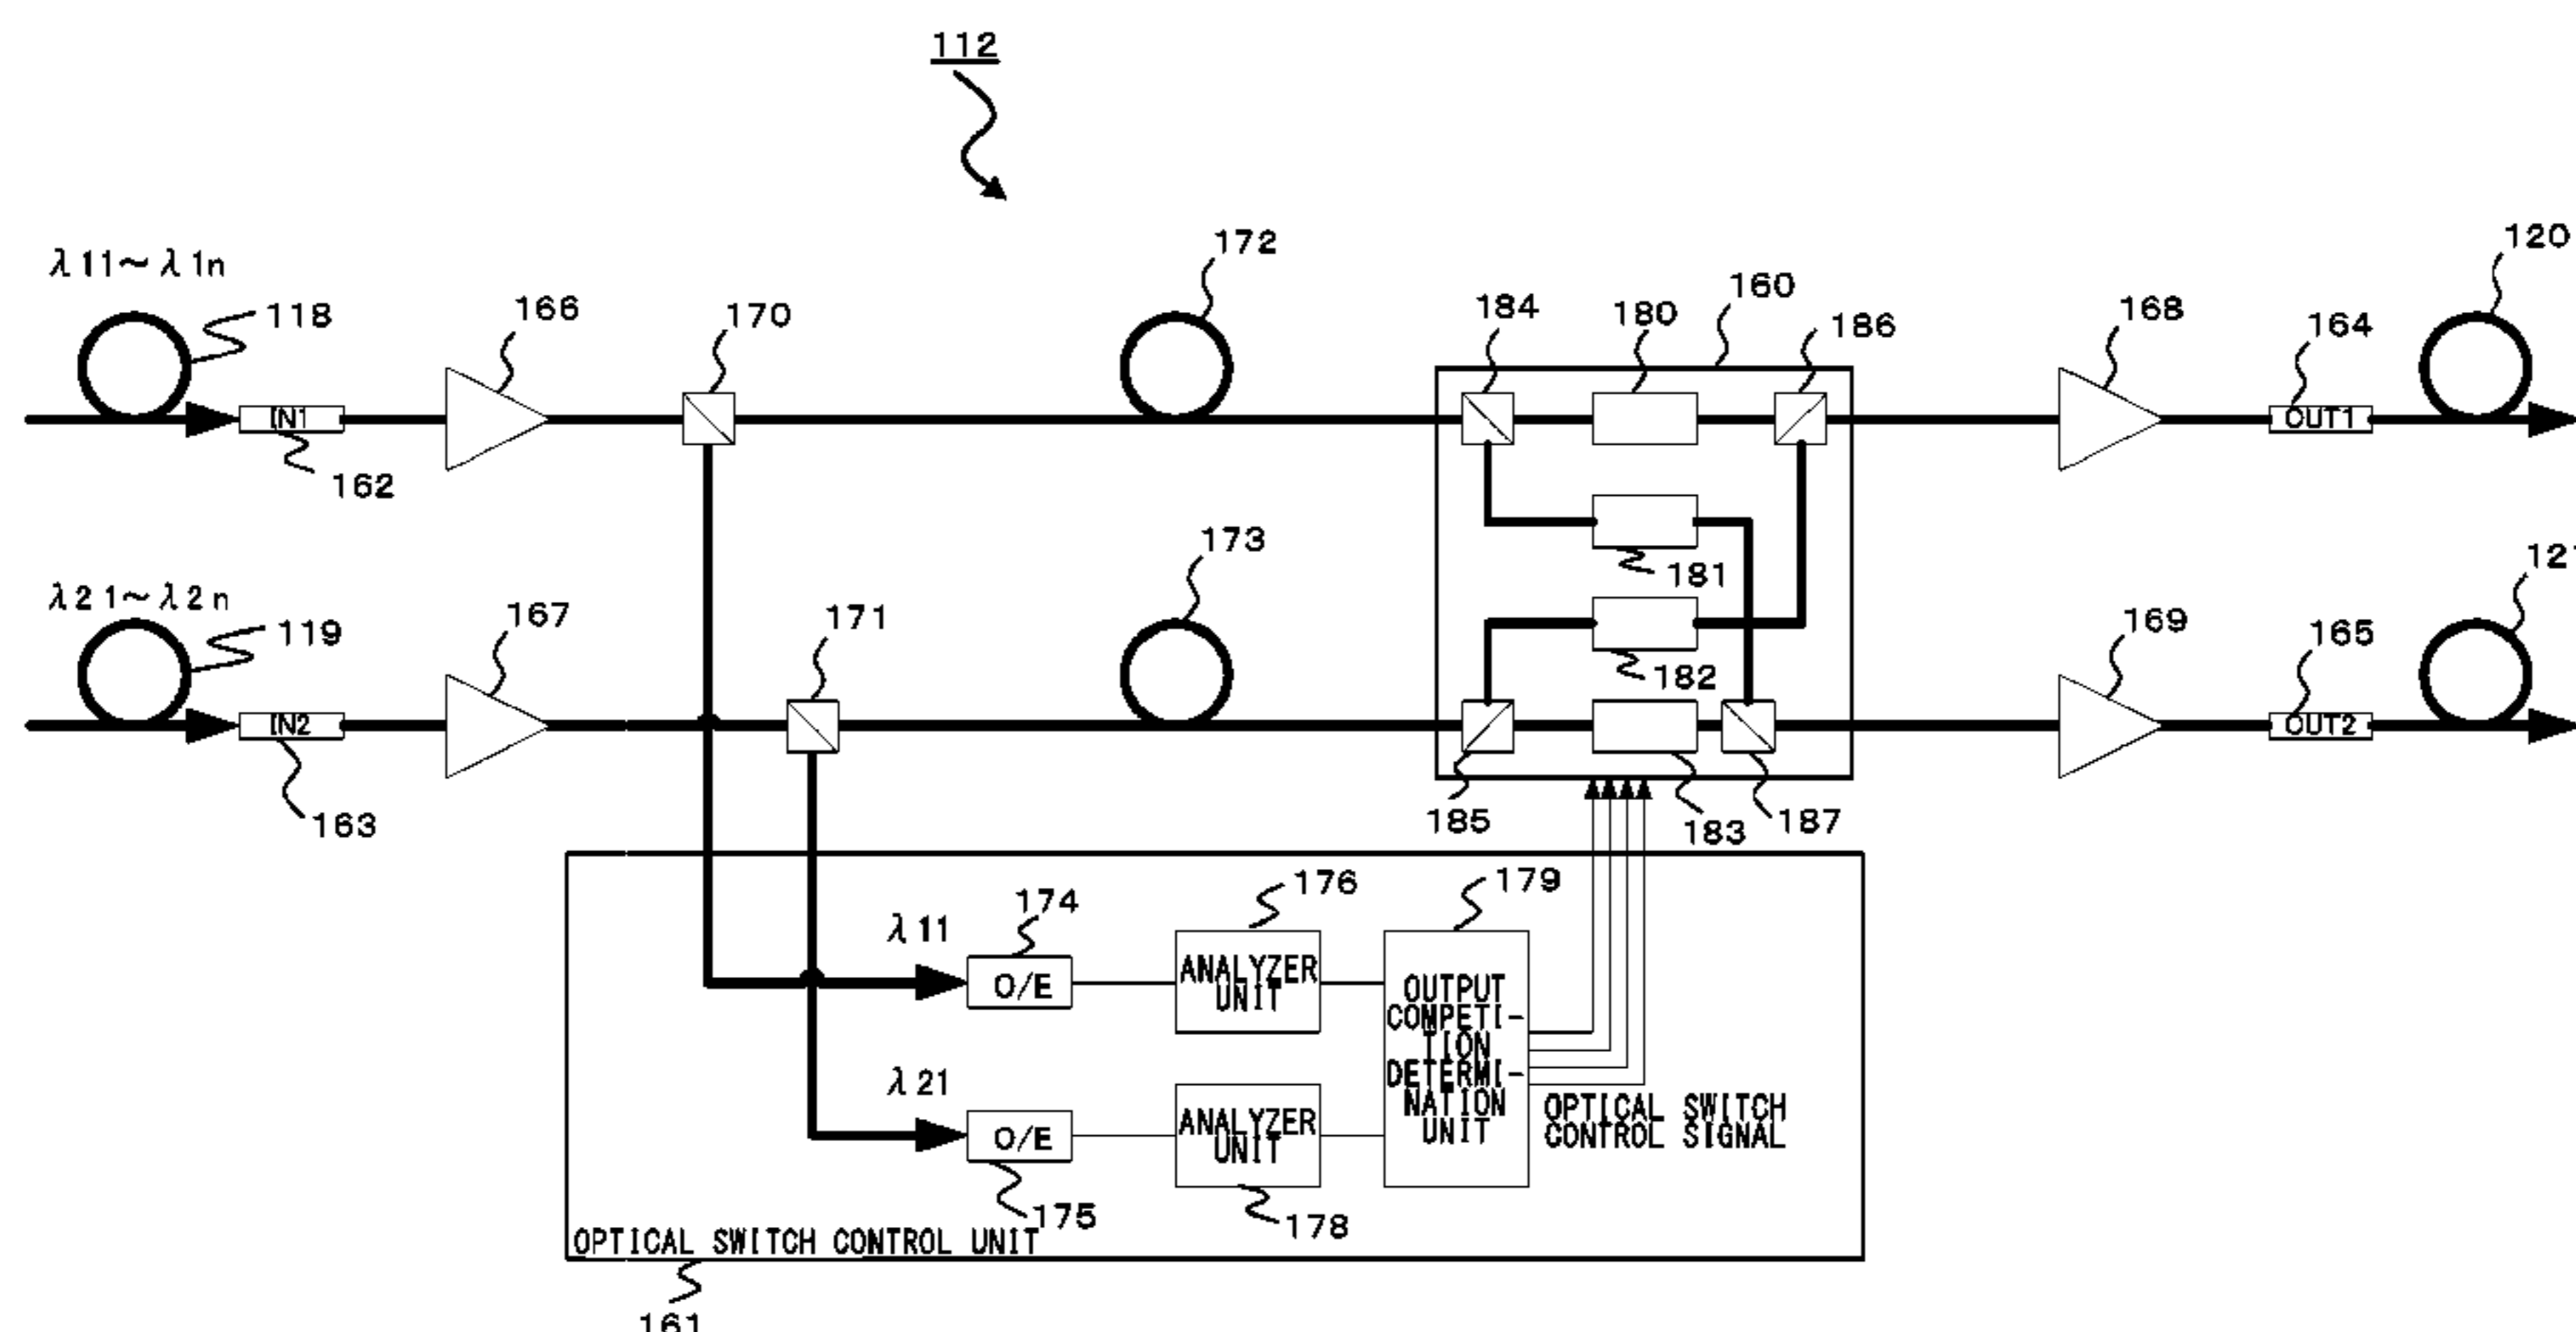 112
172
120
λ11~λ1n
118
166
170
184
180
160
186
168
164
IN1
OUT1
162
173
181
121
λ21~λ2n
119
167
171
182
169
165
IN2
OUT2
163
185
183
187
174
176
179
λ11
O/E
ANALYZER
UNIT
OUTPUT
COMPETI-
TION
DETERMI-
NATION
UNIT
λ21
O/E
ANALYZER
UNIT
OPTICAL SWITCH
CONTROL SIGNAL
175
178
OPTICAL SWITCH CONTROL UNIT
161